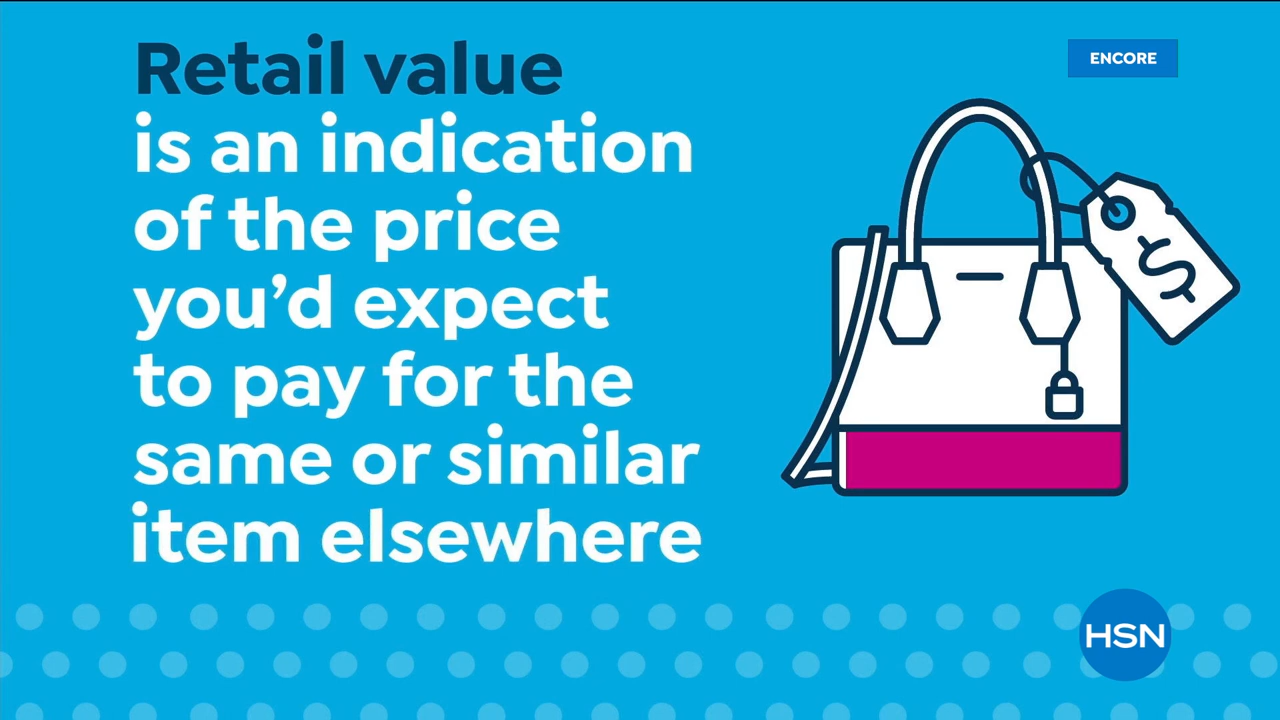 Retail value
is an indication
of the price
you’d expect
to pay for the
same or similar
item elsewhere
ENCORE
$
HSN